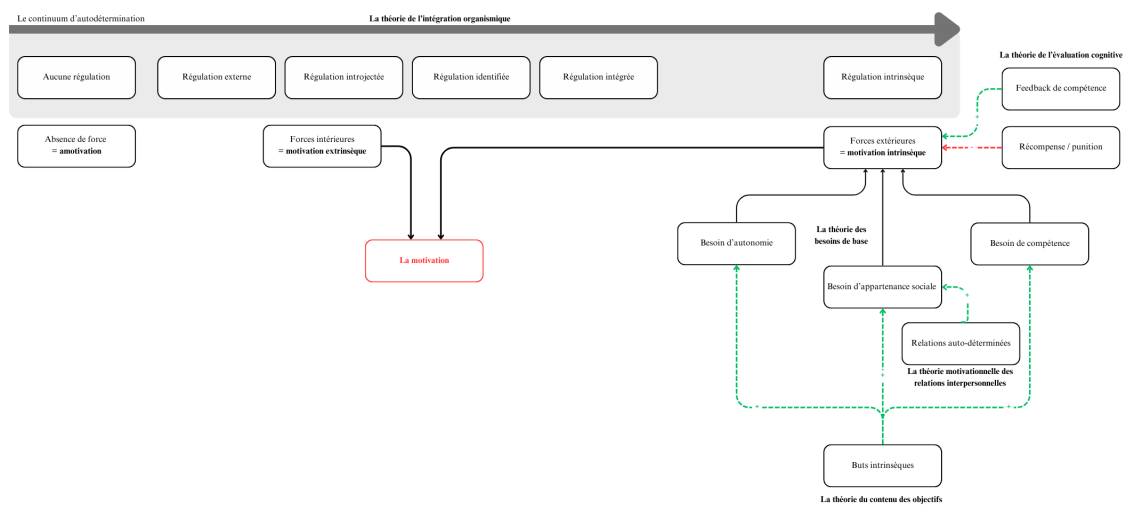 Le continuum d'autodétermination
La théorie de l'intégration organismique
La théorie de l'évaluation cognitive
Aucune régulation
Régulation externe
Régulation introjectée
Régulation identifiée
Régulation intégrée
Régulation intrinsèque
Feedback de compétence
Absence de force
= amotivation
Forces intérieures
= motivation extrinsèque
Forces extérieures
= motivation intrinsèque
Récompense / punition
Besoin d'autonomie
La théorie des
besoins de base
Besoin de compétence
La motivation
Besoin d'appartenance sociale
Relations auto-déterminées
La théorie motivationnelle des
relations interpersonnelles
Buts intrinsèques
La théorie du contenu des objectifs